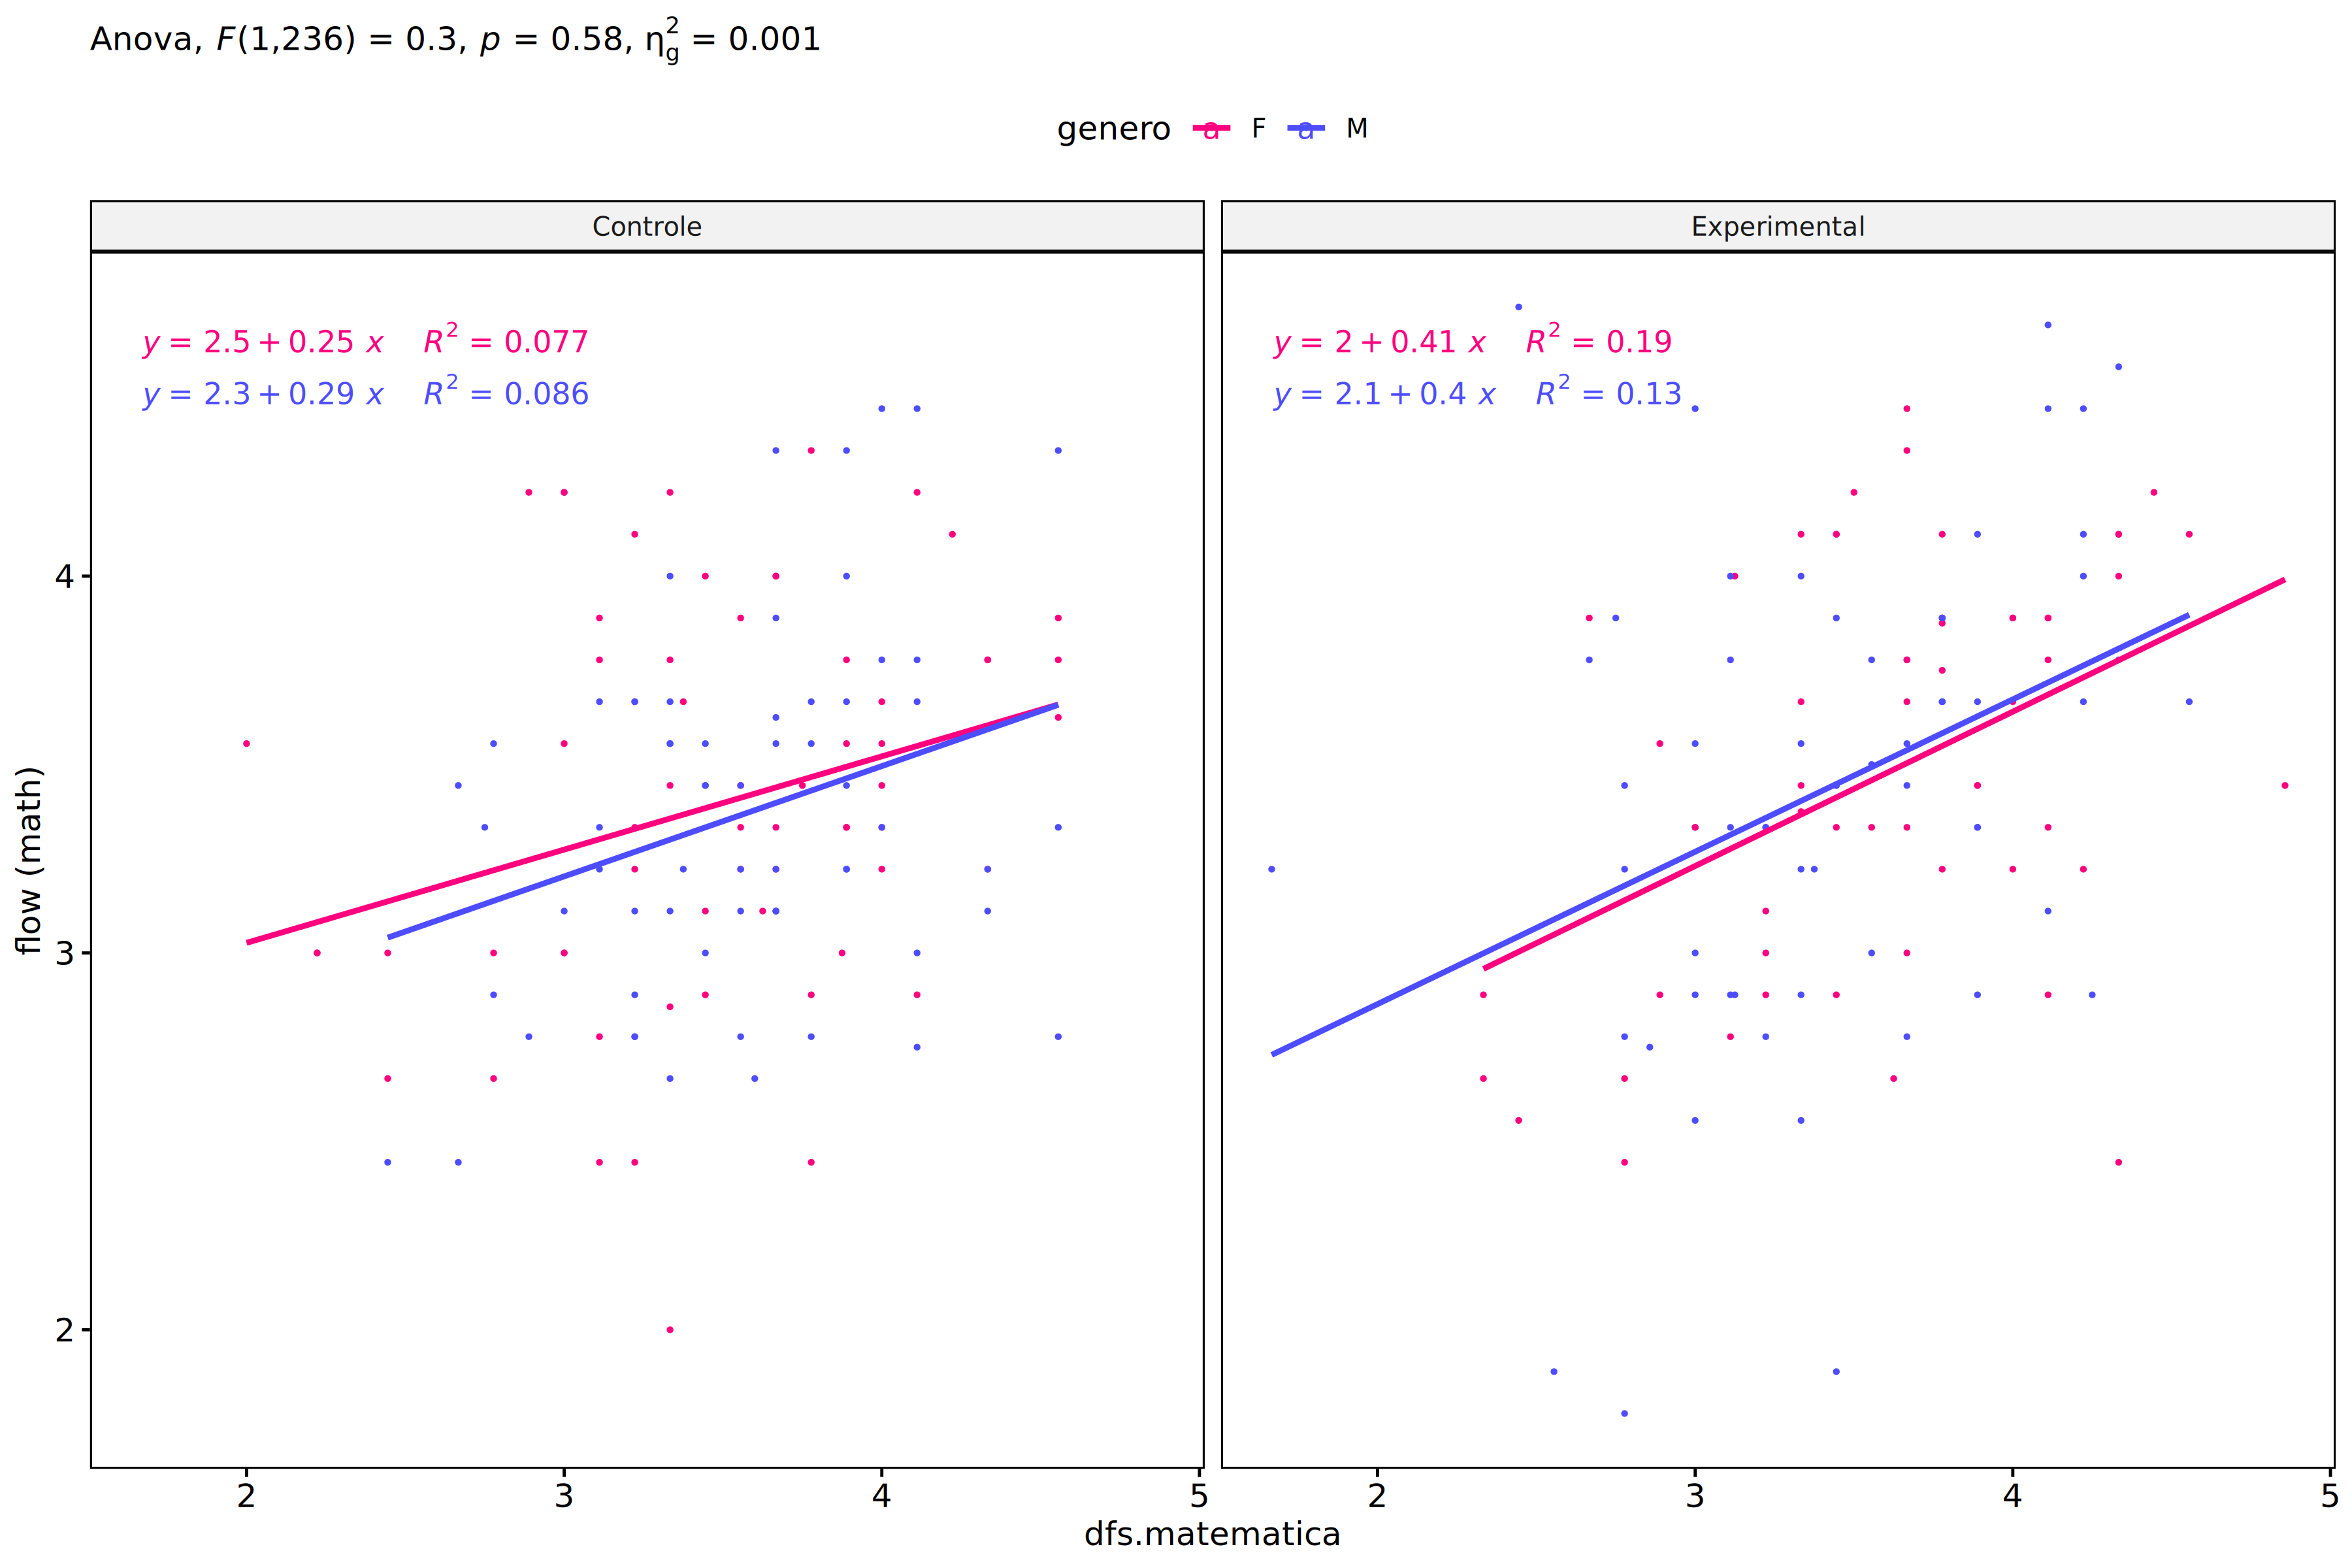 Anova, F(1,236) = 0.3, p = 0.58, η²g = 0.001
genero a F a M
Controle
Experimental
y = 2.5 + 0.25 x R² = 0.077
y = 2.3 + 0.29 x R² = 0.086
y = 2 + 0.41 x R² = 0.19
y = 2.1 + 0.4 x R² = 0.13
flow (math)
4
3
2
2 3 4 5
2 3 4 5
dfs.matematica